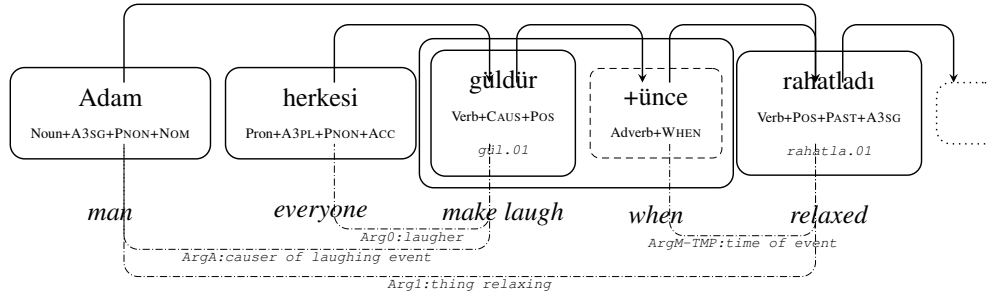 Adam herkesi güldür +ünce rahatladı
Noun+A3SG+PNON+NOM Pron+A3PL+PNON+ACC Verb+CAUS+POS Adverb+WHEN Verb+POS+PAST+A3SG
gül.01 rahatla.01
man everyone make laugh when relaxed
Arg0:laugher ArgM-TMP:time of event
ArgA:causer of laughing event
Arg1:thing relaxing